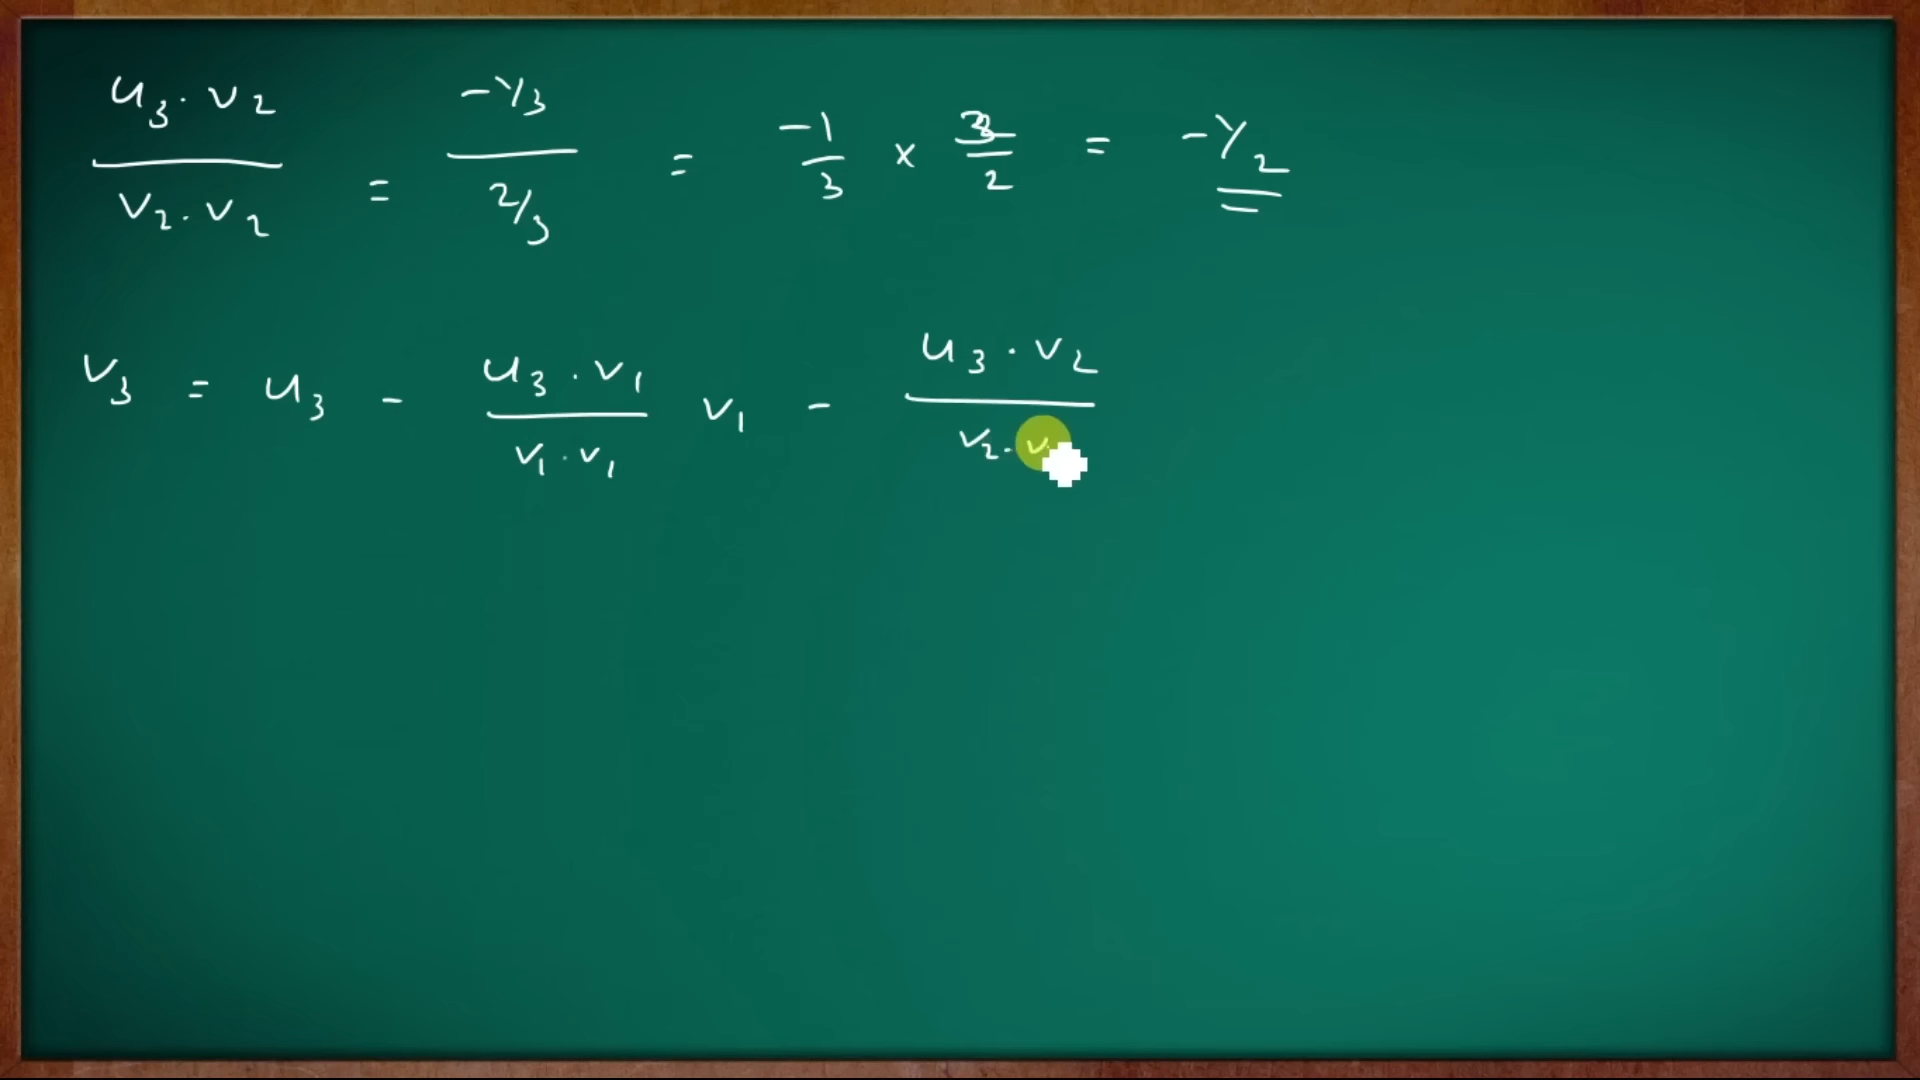 u₃ · v₂ / v₂ · v₂ = -1/3 / 2/3 = -1/3 × 3/2 = -1/2
v₃ = u₃ - u₃ · v₁ / v₁ · v₁ v₁ - u₃ · v₂ / v₂ · v